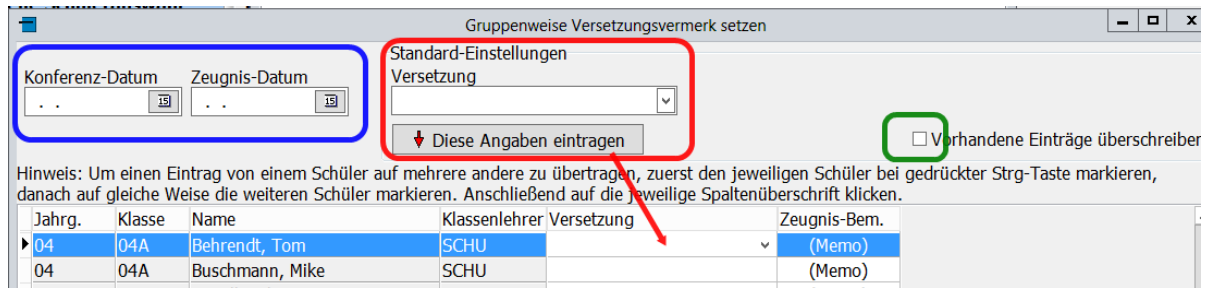 Gruppenweise Versetzungsvermerk setzen
Standard-Einstellungen
Konferenz-Datum Zeugnis-Datum Versetzung
. . 15 . . 15
Diese Angaben eintragen Vorhandene Einträge überschreiben
Hinweis: Um einen Eintrag von einem Schüler auf mehrere andere zu übertragen, zuerst den jeweiligen Schüler bei gedrückter Strg-Taste markieren,
danach auf gleiche Weise die weiteren Schüler markieren. Anschließend auf die jeweilige Spaltenüberschrift klicken.
Jahrg. Klasse Name Klassenlehrer Versetzung Zeugnis-Bem.
04 04A Behrendt, Tom SCHU (Memo)
04 04A Buschmann, Mike SCHU (Memo)